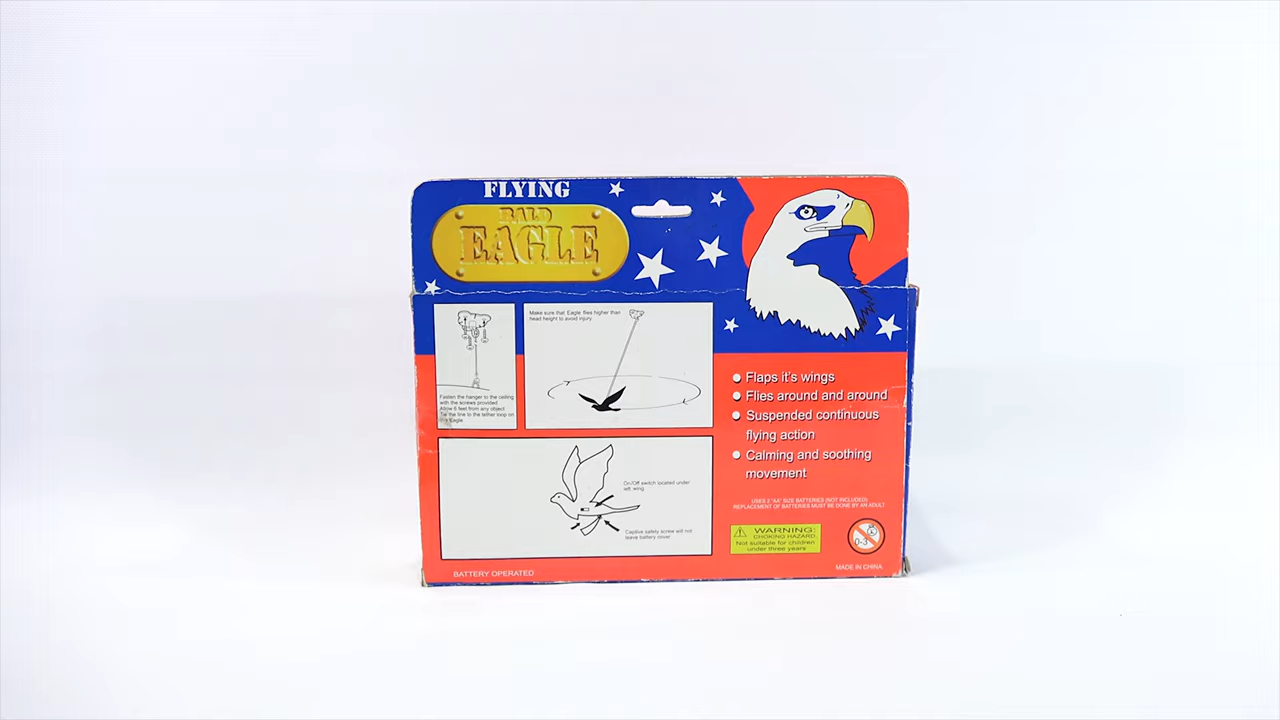 FLYING
BALD
EAGLE
Make sure that Eagle flies higher than
head height to avoid injury
Fasten the hanger to the ceiling
with the screws provided
Allow 6 feet from any object
Tie the line to the tether loop on
the Eagle
Flaps it's wings
Flies around and around
Suspended continuous
flying action
Calming and soothing
movement
On/Off switch located under
left wing
Captive safety screw will not
leave battery cover
USES 2 "AA" SIZE BATTERIES (NOT INCLUDED)
REPLACEMENT OF BATTERIES MUST BE DONE BY AN ADULT
WARNING:
CHOKING HAZARD
Not suitable for children
under three years
0-3
BATTERY OPERATED
MADE IN CHINA